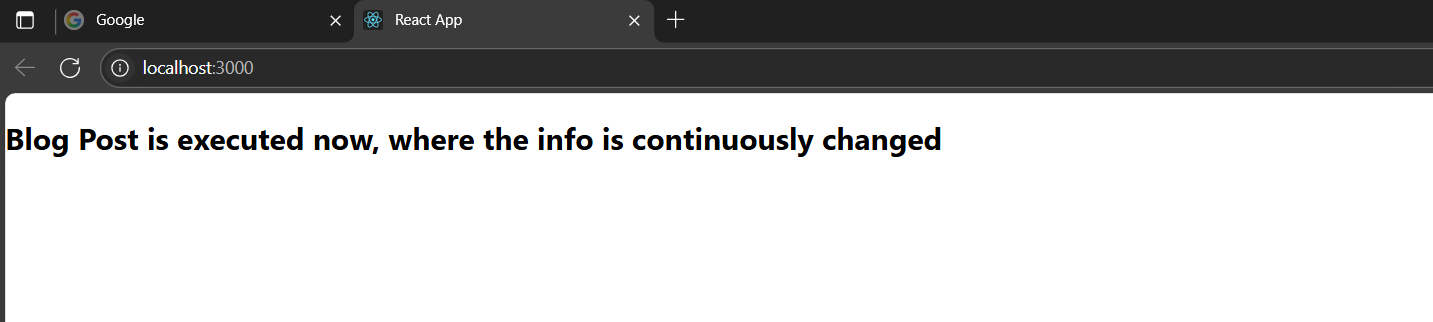 Google
React App
localhost:3000
Blog Post is executed now, where the info is continuously changed